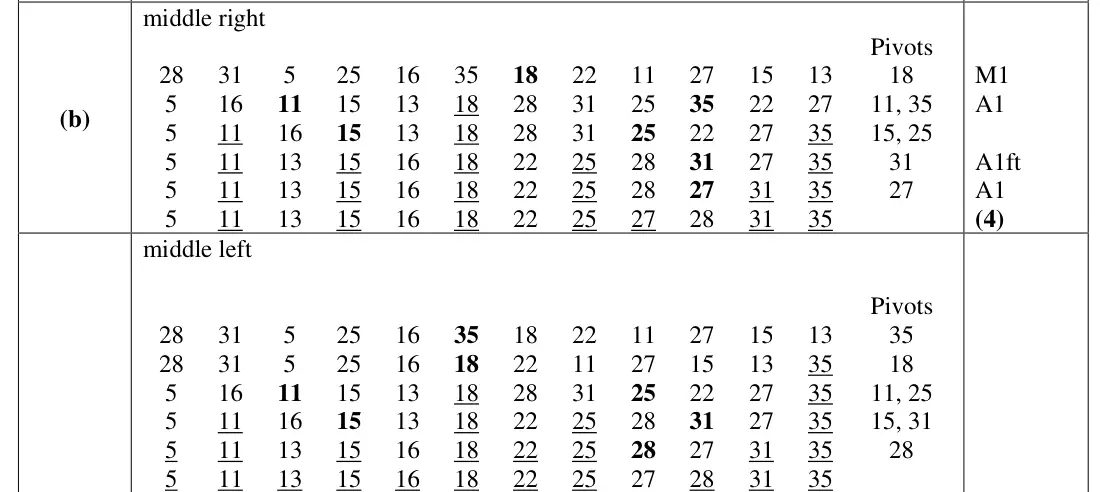 middle right
Pivots
28 31 5 25 16 35 18 22 11 27 15 13 18 M1
5 16 11 15 13 18 28 31 25 35 22 27 11, 35 A1
(b)
5 11 16 15 13 18 28 31 25 22 27 35 15, 25
5 11 13 15 16 18 22 25 28 31 27 35 31 A1ft
5 11 13 15 16 18 22 25 28 27 31 35 27 A1
5 11 13 15 16 18 22 25 27 28 31 35 (4)
middle left
Pivots
28 31 5 25 16 35 18 22 11 27 15 13 35
28 31 5 25 16 18 22 11 27 15 13 35 18
5 16 11 15 13 18 28 31 25 22 27 35 11, 25
5 11 16 15 13 18 22 25 28 31 27 35 15, 31
5 11 13 15 16 18 22 25 28 27 31 35 28
5 11 13 15 16 18 22 25 27 28 31 35